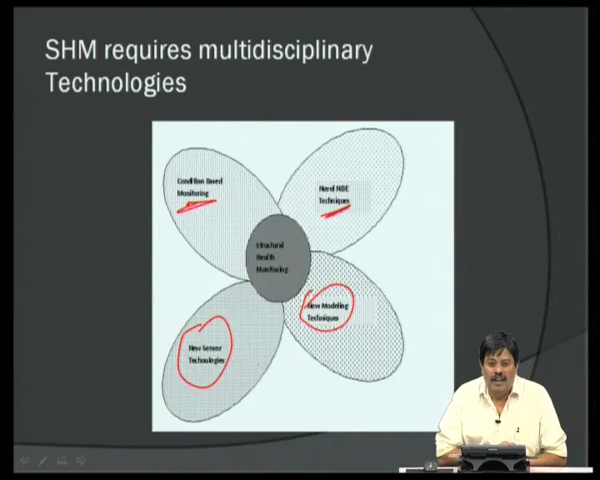 SHM requires multidisciplinary
Technologies
Condition Based
Monitoring
Novel NDE
Techniques
Structural
Health
Monitoring
New Modeling
Techniques
New Sensor
Technologies